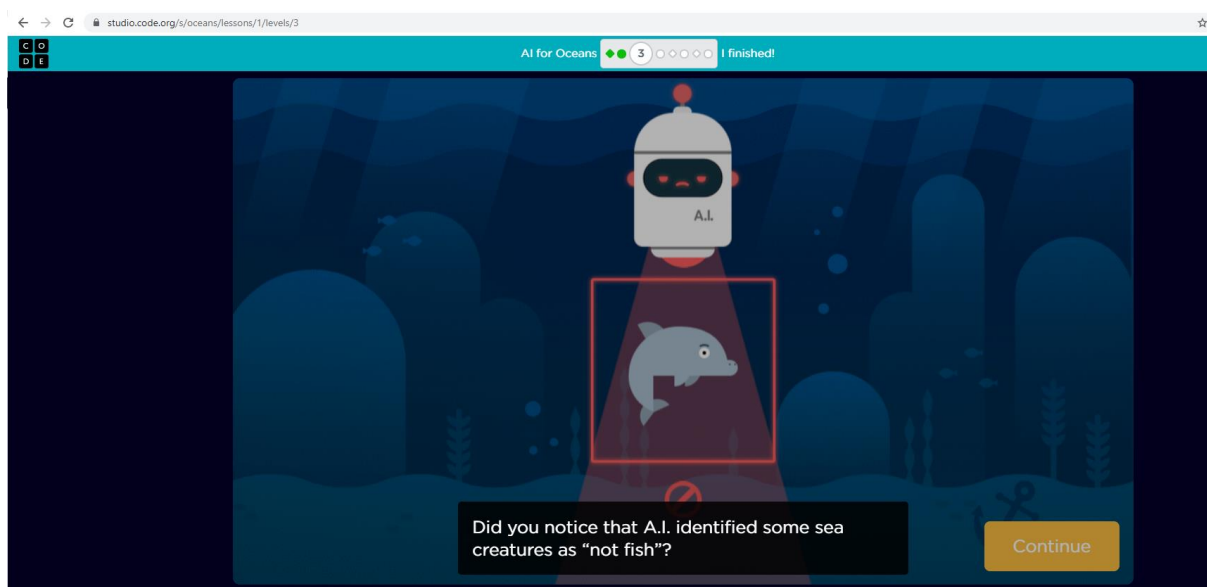 studio.code.org/s/oceans/lessons/1/levels/3
C O
D E
AI for Oceans 3 I finished!
A.I.
Did you notice that A.I. identified some sea
creatures as “not fish”?
Continue